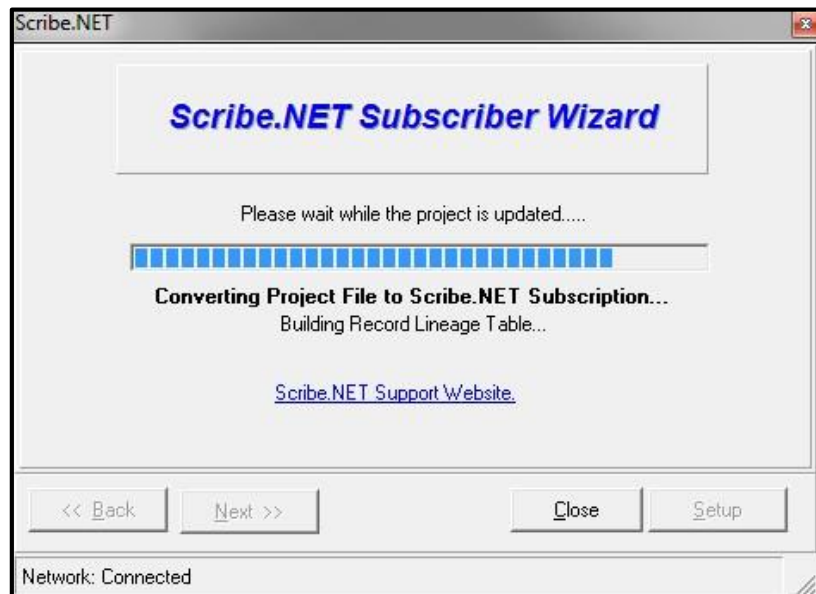 Scribe.NET
Scribe.NET Subscriber Wizard
Please wait while the project is updated.....
Converting Project File to Scribe.NET Subscription...
Building Record Lineage Table...
Scribe.NET Support Website.
<< Back
Next >>
Close
Setup
Network: Connected